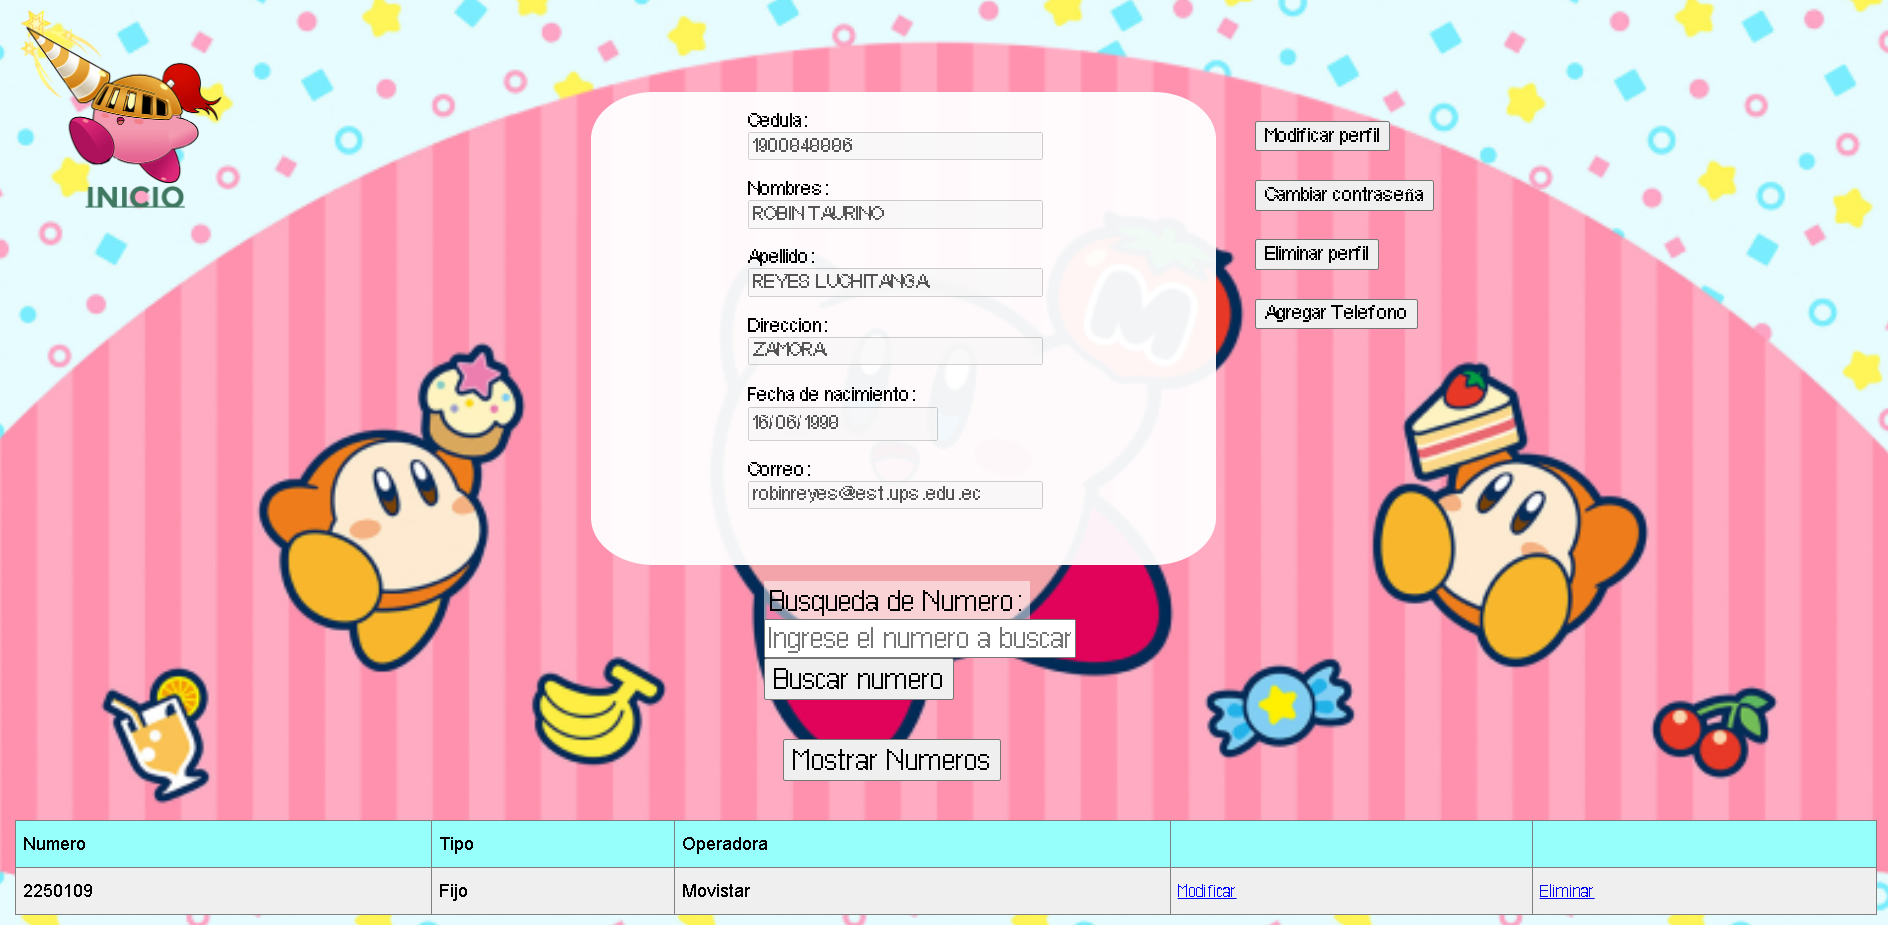 INICIO
Cedula:
1900848886
Nombres:
ROBIN TAURINO
Apellido:
REYES LUCHITANGA
Direccion:
ZAMORA
Fecha de nacimiento:
16/06/1998
Correo:
robinreyes@est.ups.edu.ec
Modificar perfil
Cambiar contraseña
Eliminar perfil
Agregar Telefono
M
Busqueda de Numero:
Ingrese el numero a buscar
Buscar numero
Mostrar Numeros
Numero Tipo Operadora
2250109 Fijo Movistar Modificar Eliminar